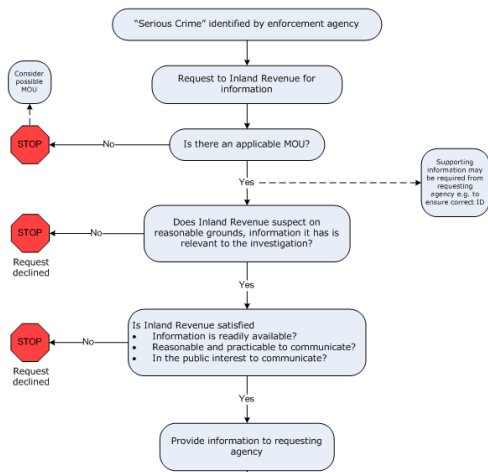 “Serious Crime” identified by enforcement agency
Consider
possible
MOU
Request to Inland Revenue for
information
STOP
No
Is there an applicable MOU?
Yes
Supporting
information may
be required from
requesting
agency e.g. to
ensure correct ID
STOP
No
Does Inland Revenue suspect on
reasonable grounds, information it has is
relevant to the investigation?
Request
declined
Yes
STOP
No
Is Inland Revenue satisfied
• Information is readily available?
• Reasonable and practicable to communicate?
• In the public interest to communicate?
Request
declined
Yes
Provide information to requesting
agency